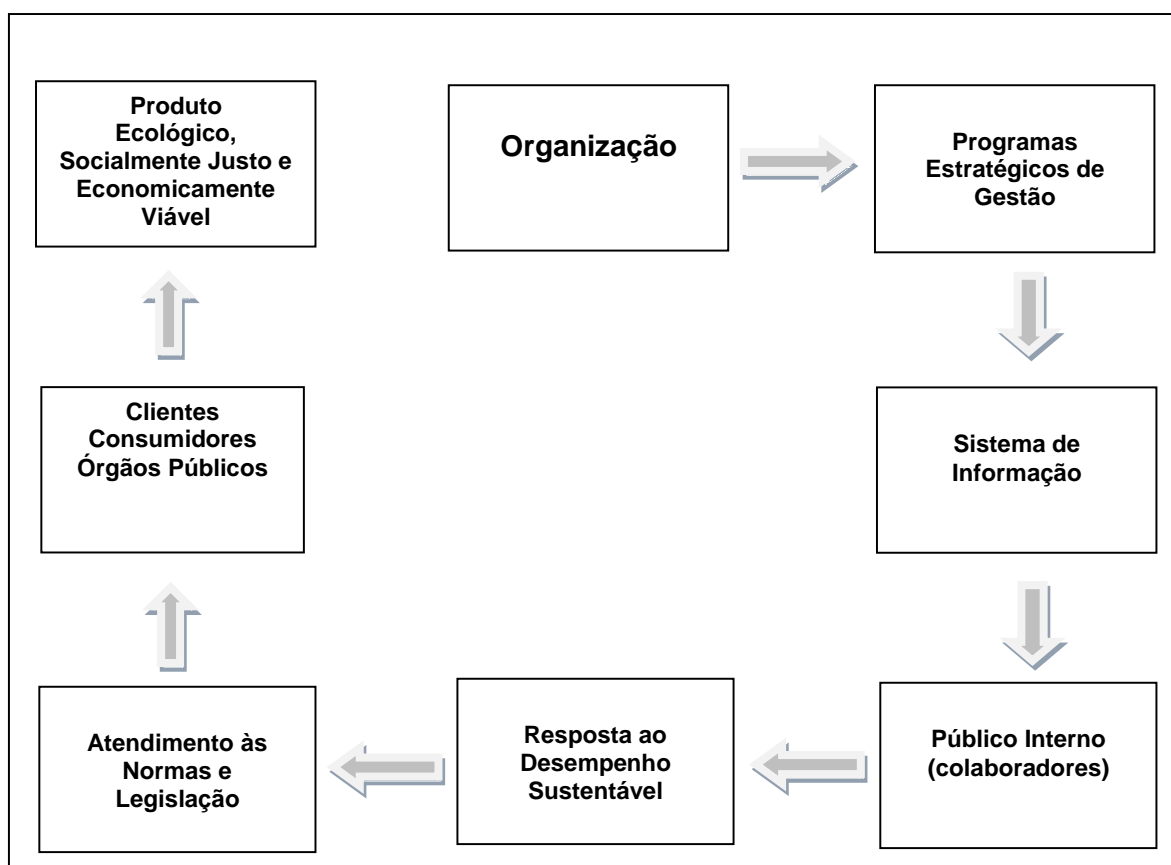 Produto
Ecológico,
Socialmente Justo e
Economicamente
Viável
Organização
Programas
Estratégicos de
Gestão
Clientes
Consumidores
Órgãos Públicos
Sistema de
Informação
Atendimento às
Normas e
Legislação
Resposta ao
Desempenho
Sustentável
Público Interno
(colaboradores)